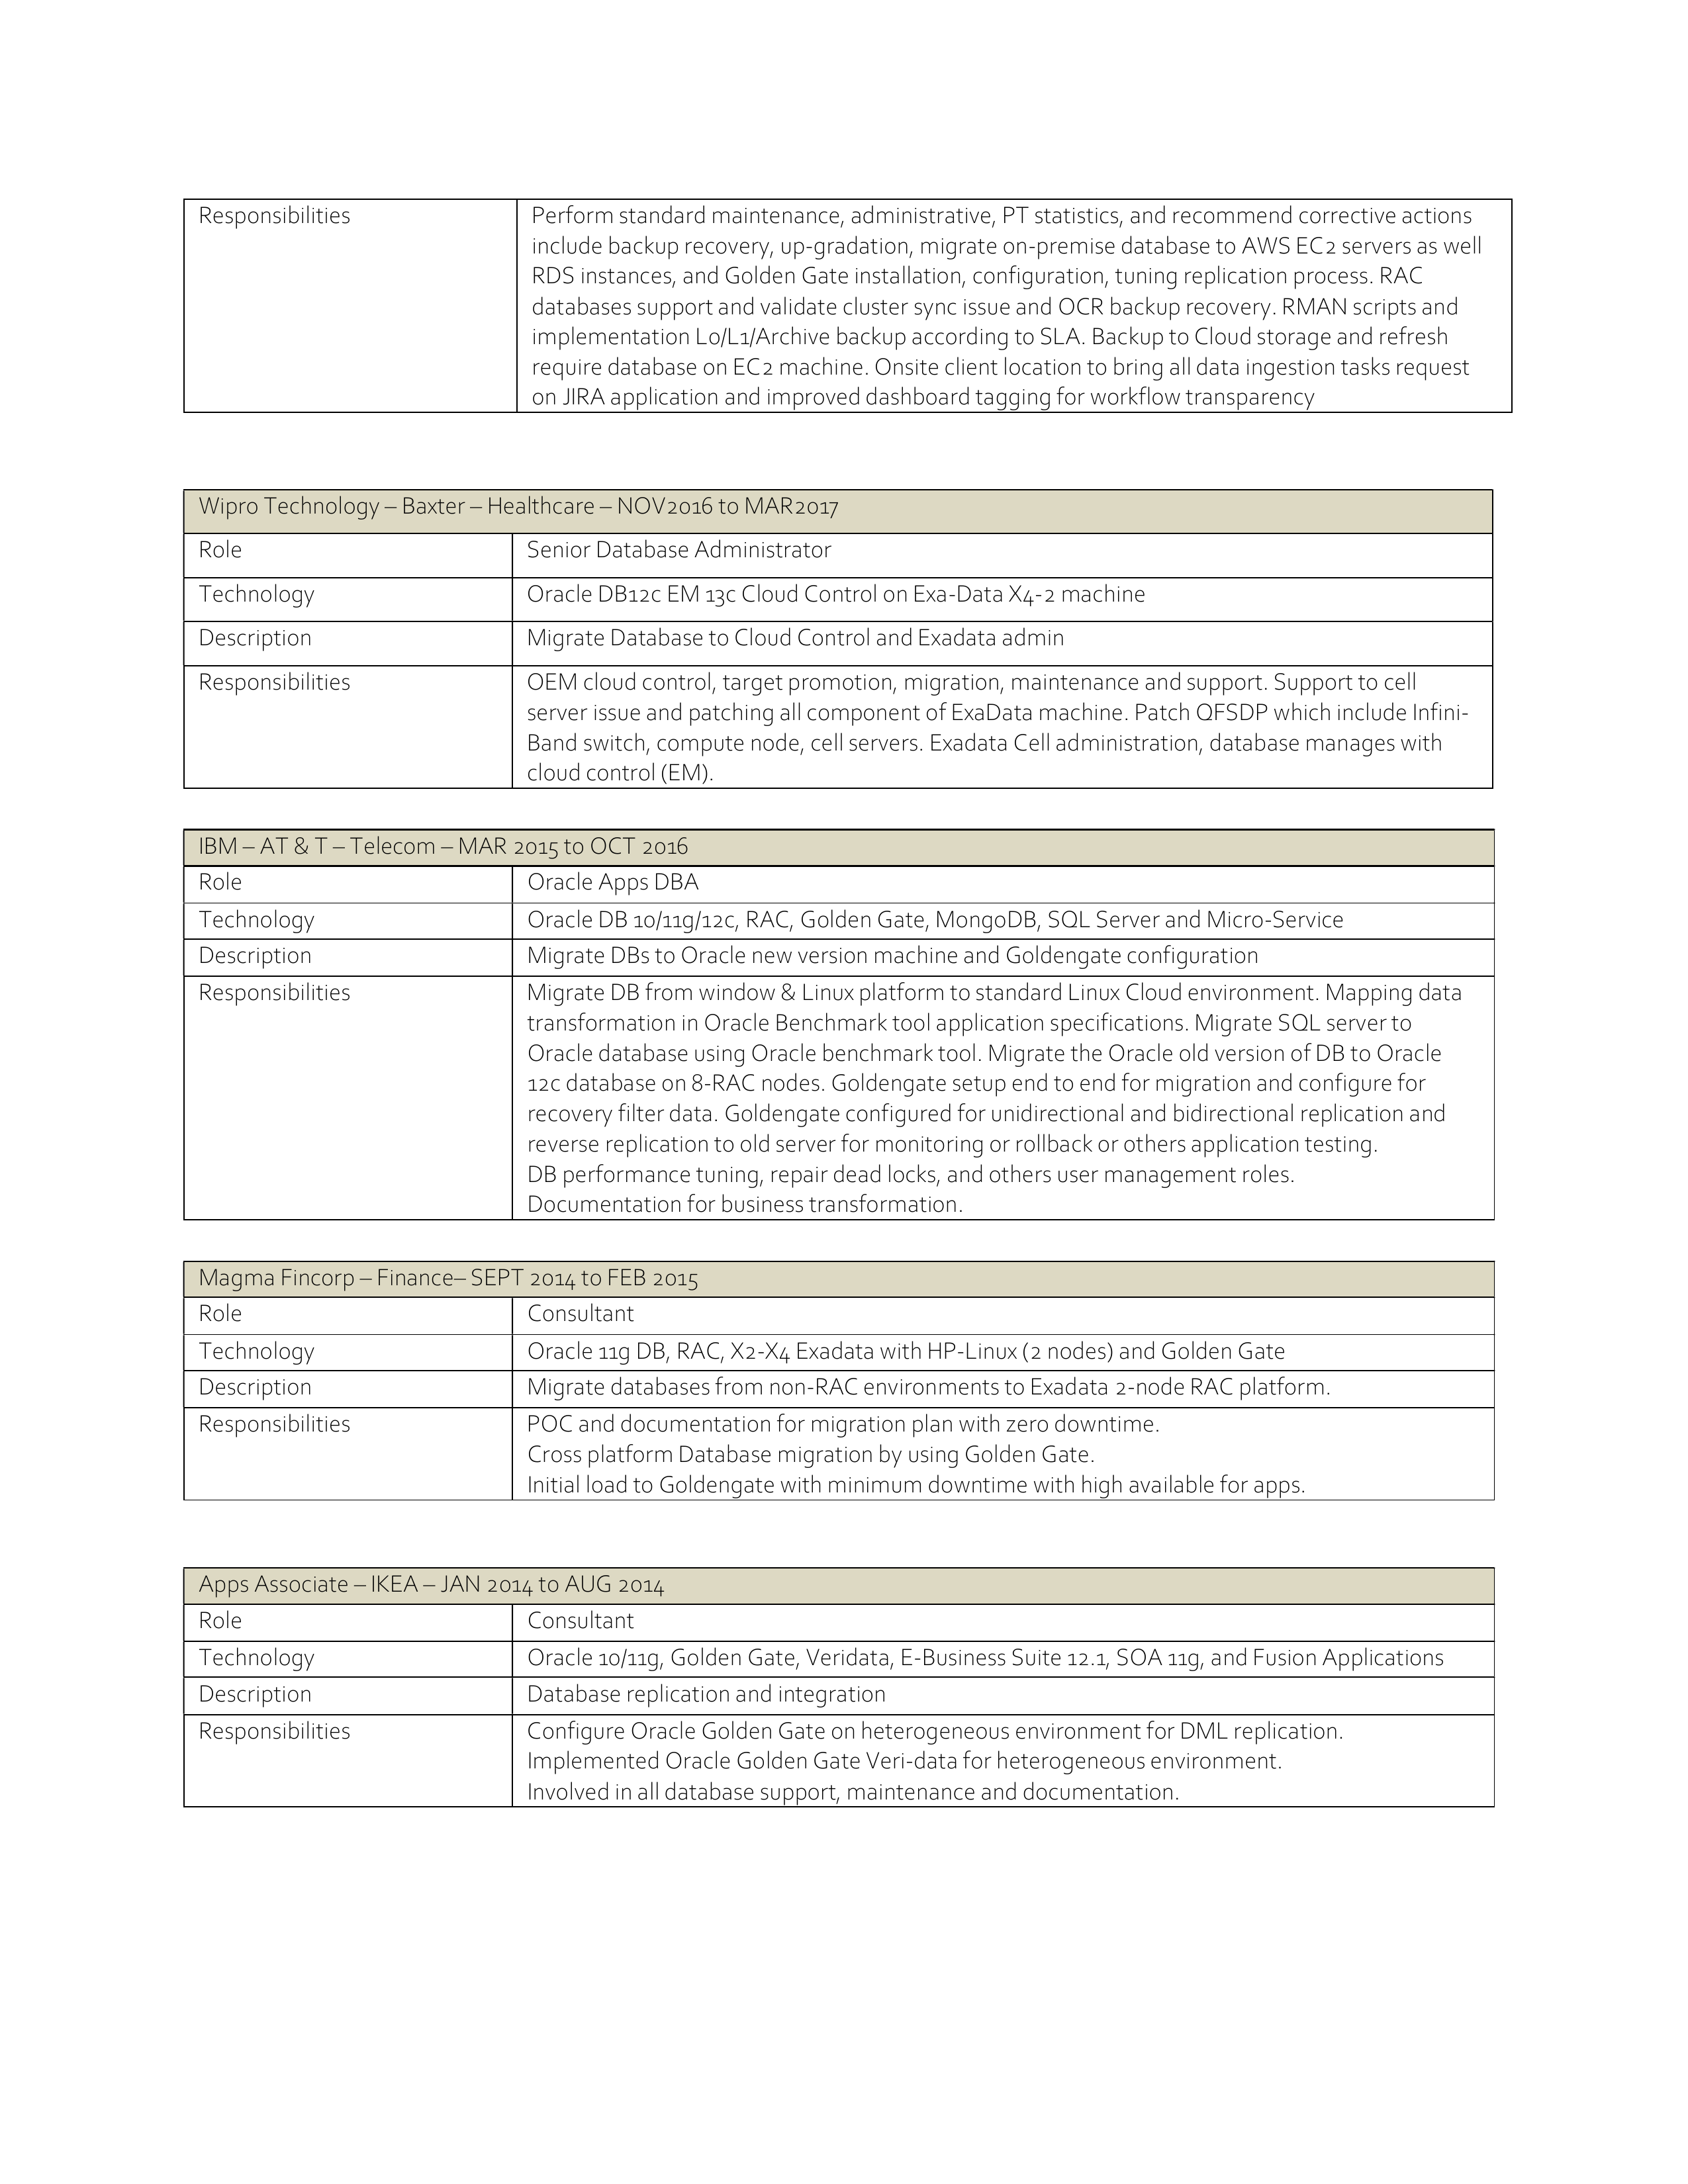 Responsibilities
Perform standard maintenance, administrative, PT statistics, and recommend corrective actions
include backup recovery, up-gradation, migrate on-premise database to AWS EC2 servers as well
RDS instances, and Golden Gate installation, configuration, tuning replication process. RAC
databases support and validate cluster sync issue and OCR backup recovery. RMAN scripts and
implementation L0/L1/Archive backup according to SLA. Backup to Cloud storage and refresh
require database on EC2 machine. Onsite client location to bring all data ingestion tasks request
on JIRA application and improved dashboard tagging for workflow transparency
Wipro Technology – Baxter – Healthcare – NOV2016 to MAR2017
Role
Senior Database Administrator
Technology
Oracle DB12c EM 13c Cloud Control on Exa-Data X4-2 machine
Description
Migrate Database to Cloud Control and Exadata admin
Responsibilities
OEM cloud control, target promotion, migration, maintenance and support. Support to cell
server issue and patching all component of ExaData machine. Patch QFSDP which include Infini-
Band switch, compute node, cell servers. Exadata Cell administration, database manages with
cloud control (EM).
IBM – AT & T – Telecom – MAR 2015 to OCT 2016
Role
Oracle Apps DBA
Technology
Oracle DB 10/11g/12c, RAC, Golden Gate, MongoDB, SQL Server and Micro-Service
Description
Migrate DBs to Oracle new version machine and Goldengate configuration
Responsibilities
Migrate DB from window & Linux platform to standard Linux Cloud environment. Mapping data
transformation in Oracle Benchmark tool application specifications. Migrate SQL server to
Oracle database using Oracle benchmark tool. Migrate the Oracle old version of DB to Oracle
12c database on 8-RAC nodes. Goldengate setup end to end for migration and configure for
recovery filter data. Goldengate configured for unidirectional and bidirectional replication and
reverse replication to old server for monitoring or rollback or others application testing.
DB performance tuning, repair dead locks, and others user management roles.
Documentation for business transformation.
Magma Fincorp – Finance– SEPT 2014 to FEB 2015
Role
Consultant
Technology
Oracle 11g DB, RAC, X2-X4 Exadata with HP-Linux (2 nodes) and Golden Gate
Description
Migrate databases from non-RAC environments to Exadata 2-node RAC platform.
Responsibilities
POC and documentation for migration plan with zero downtime.
Cross platform Database migration by using Golden Gate.
Initial load to Goldengate with minimum downtime with high available for apps.
Apps Associate – IKEA – JAN 2014 to AUG 2014
Role
Consultant
Technology
Oracle 10/11g, Golden Gate, Veridata, E-Business Suite 12.1, SOA 11g, and Fusion Applications
Description
Database replication and integration
Responsibilities
Configure Oracle Golden Gate on heterogeneous environment for DML replication.
Implemented Oracle Golden Gate Veri-data for heterogeneous environment.
Involved in all database support, maintenance and documentation.